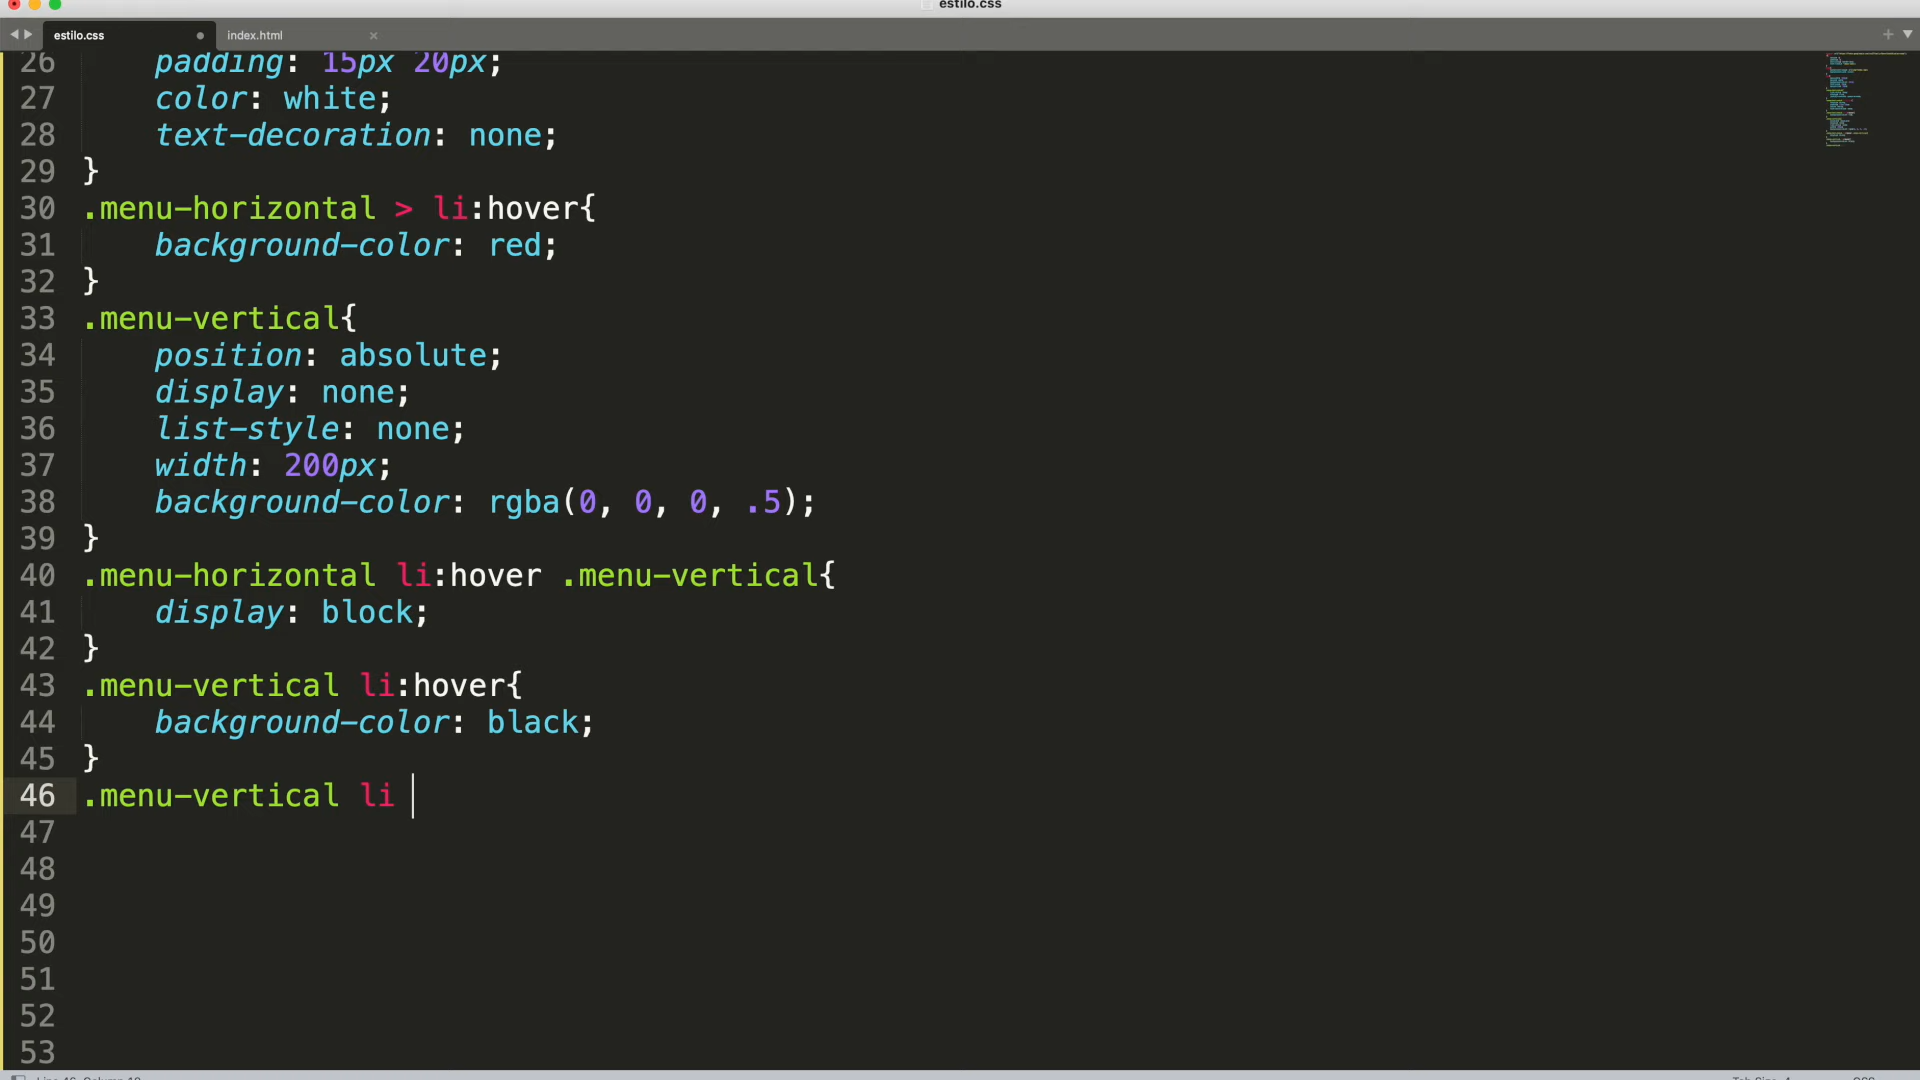 estilo.css
estilo.css
index.html
26 padding: 15px 20px;
27 color: white;
28 text-decoration: none;
29 }
30 .menu-horizontal > li:hover{
31 background-color: red;
32 }
33 .menu-vertical{
34 position: absolute;
35 display: none;
36 list-style: none;
37 width: 200px;
38 background-color: rgba(0, 0, 0, .5);
39 }
40 .menu-horizontal li:hover .menu-vertical{
41 display: block;
42 }
43 .menu-vertical li:hover{
44 background-color: black;
45 }
46 .menu-vertical li
47
48
49
50
51
52
53